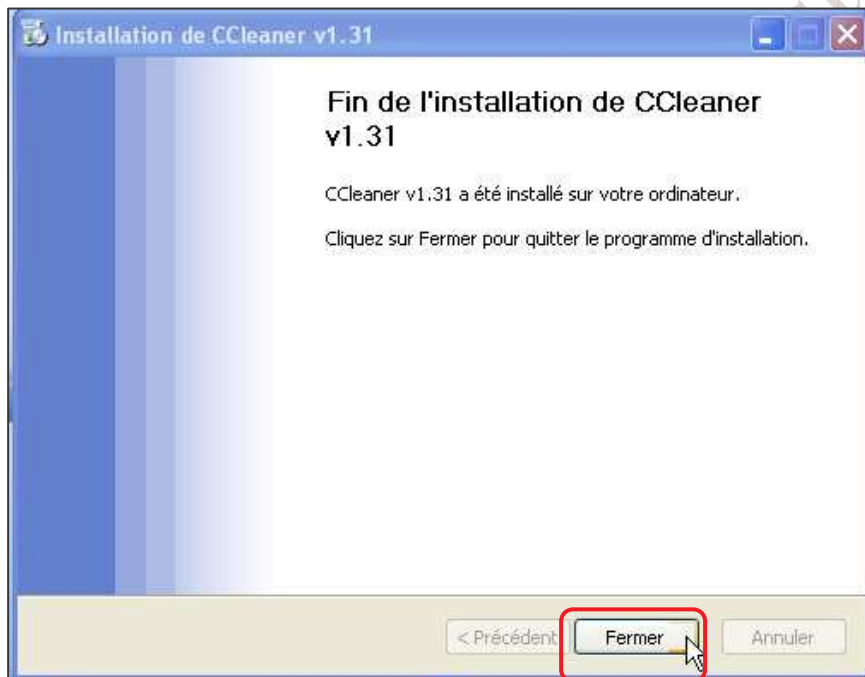 Installation de CCleaner v1.31
Fin de l'installation de CCleaner
v1.31
CCleaner v1.31 a été installé sur votre ordinateur.
Cliquez sur Fermer pour quitter le programme d'installation.
< Précédent Fermer Annuler